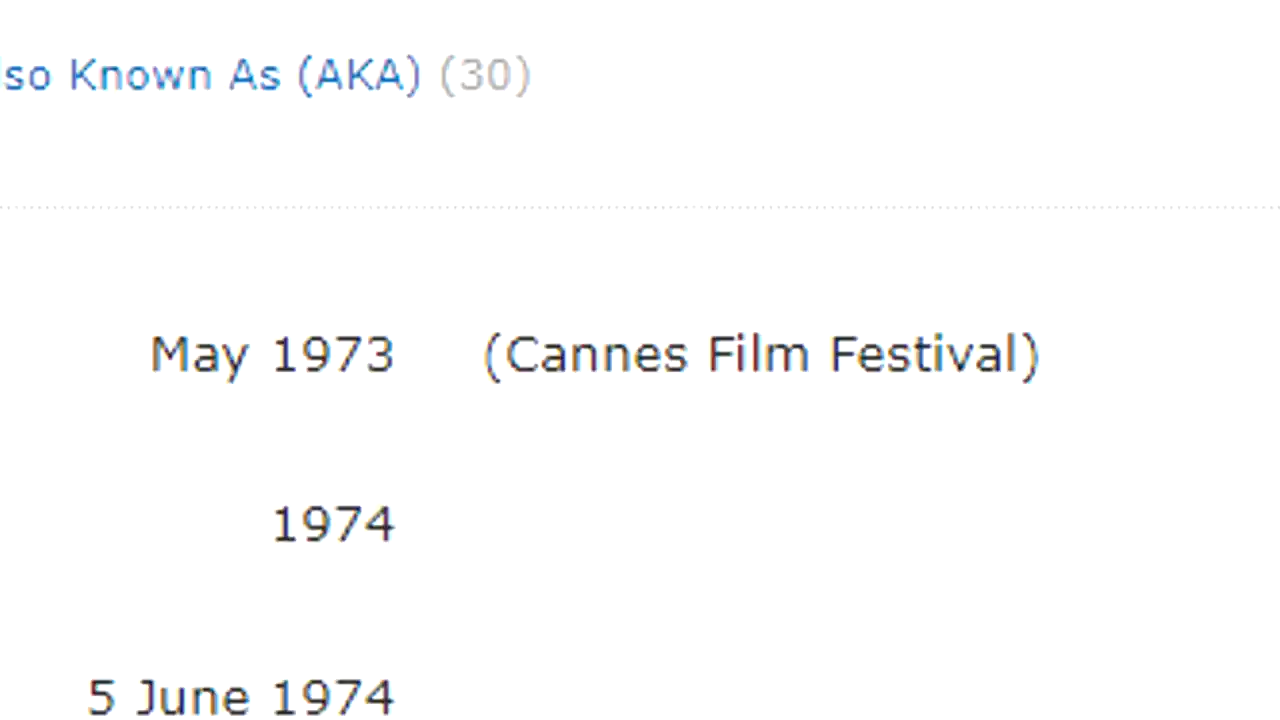 lso Known As (AKA) (30)
May 1973 (Cannes Film Festival)
1974
5 June 1974